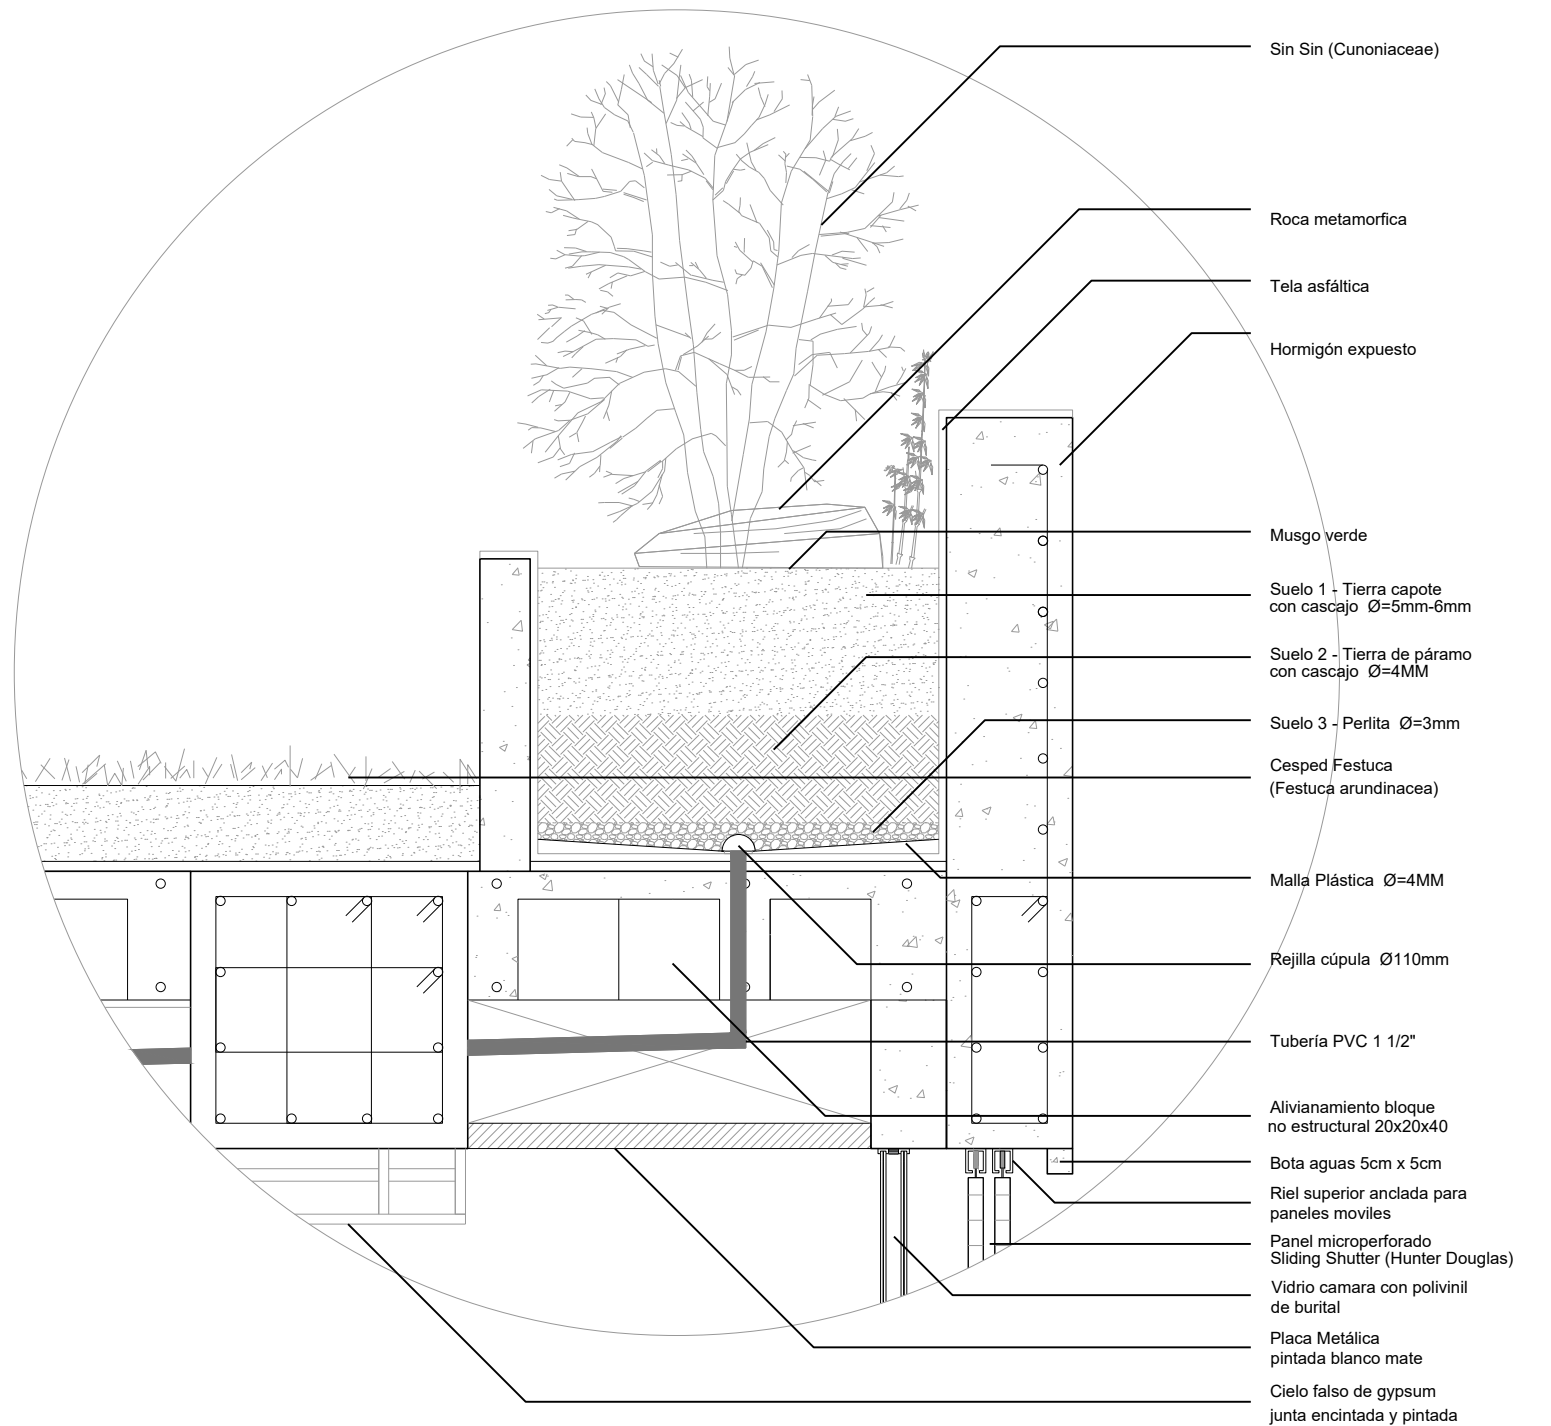 Sin Sin (Cunoniaceae)
Roca metamorfica
Tela asfáltica
Hormigón expuesto
Musgo verde
Suelo 1 - Tierra capote
con cascajo Ø=5mm-6mm
Suelo 2 - Tierra de páramo
con cascajo Ø=4MM
Suelo 3 - Perlita Ø=3mm
Cesped Festuca
(Festuca arundinacea)
Malla Plástica Ø=4MM
Rejilla cúpula Ø110mm
Tubería PVC 1 1/2"
Alivianamiento bloque
no estructural 20x20x40
Bota aguas 5cm x 5cm
Riel superior anclada para
paneles moviles
Panel microperforado
Sliding Shutter (Hunter Douglas)
Vidrio camara con polivinil
de burital
Placa Metálica
pintada blanco mate
Cielo falso de gypsum
junta encintada y pintada